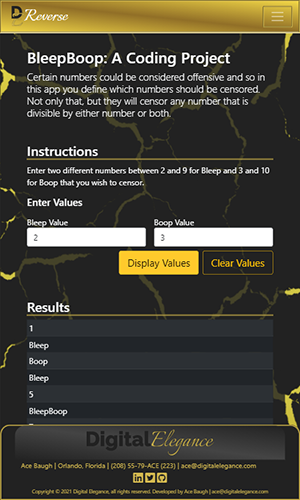 D Reverse
BleepBoop: A Coding Project
Certain numbers could be considered offensive and so in
this app you define which numbers should be censored.
Not only that, but they will censor any number that is
divisible by either number or both.
Instructions
Enter two different numbers between 2 and 9 for Bleep and 3 and 10
for Boop that you wish to censor.
Enter Values
Bleep Value Boop Value
2 3
Display Values Clear Values
Results
1
Bleep
Boop
Bleep
5
BleepBoop
Digital Elegance
Ace Baugh | Orlando, Florida | (208) 55-79-ACE (223) | ace@digitalelegance.com
Copyright © 2021 Digital Elegance, all rights reserved. Developed by Ace Baugh | ace@digitalelegance.com